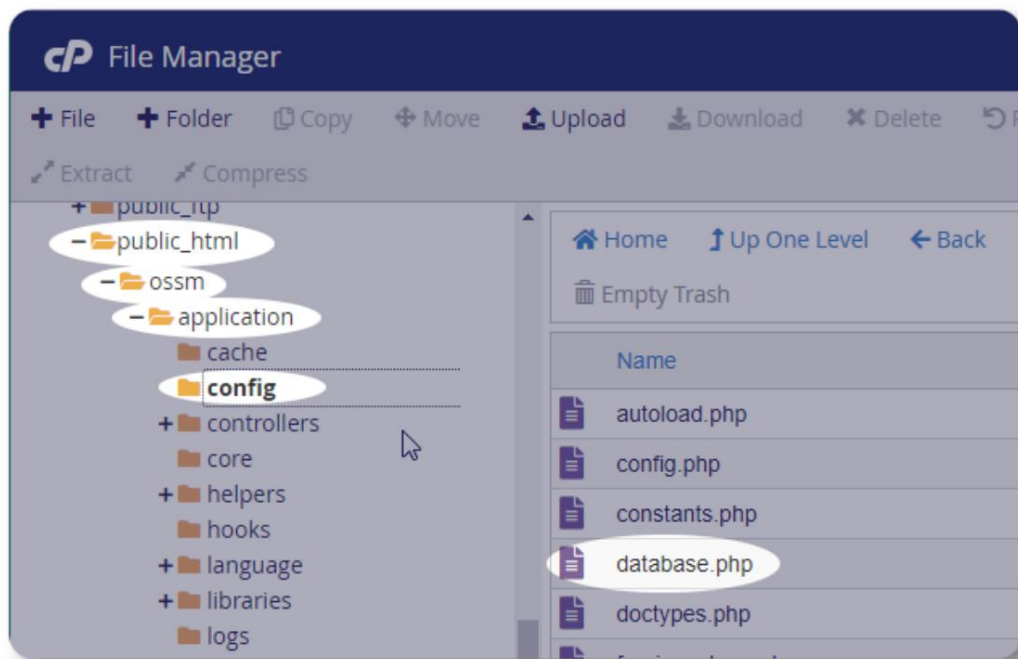 cP File Manager
File Folder Copy Move Upload Download Delete
Extract Compress
public_ftp
public_html
ossm
application
cache
config
controllers
core
helpers
hooks
language
libraries
logs
Home Up One Level Back
Empty Trash
Name
autoload.php
config.php
constants.php
database.php
doctypes.php